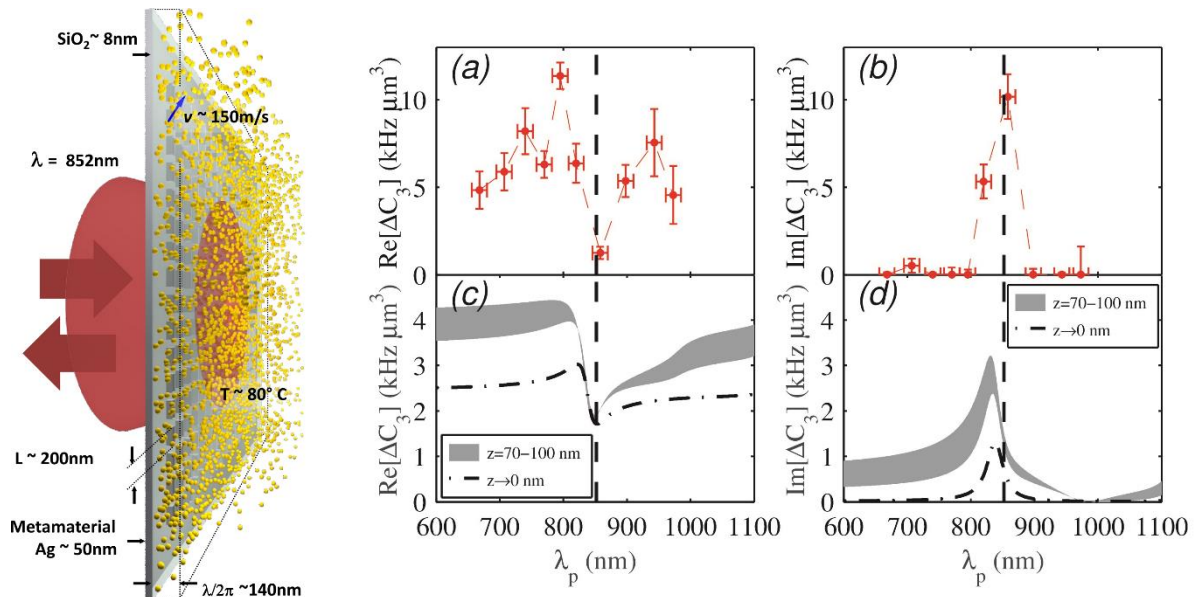 SiO₂~ 8nm
v ~ 150m/s
λ = 852nm
T ~ 80° C
L ~ 200nm
Metamaterial
Ag ~ 50nm
λ/2π ~140nm
(a)
Re[ΔC₃] (kHz μm³)
10
5
0
(b)
Im[ΔC₃] (kHz μm³)
10
5
0
(c)
Re[ΔC₃] (kHz μm³)
4
3
2
1
0
z=70−100 nm
z→0 nm
600 700 800 900 1000 1100
λp (nm)
(d)
Im[ΔC₃] (kHz μm³)
4
3
2
1
0
z=70−100 nm
z→0 nm
600 700 800 900 1000 1100
λp (nm)